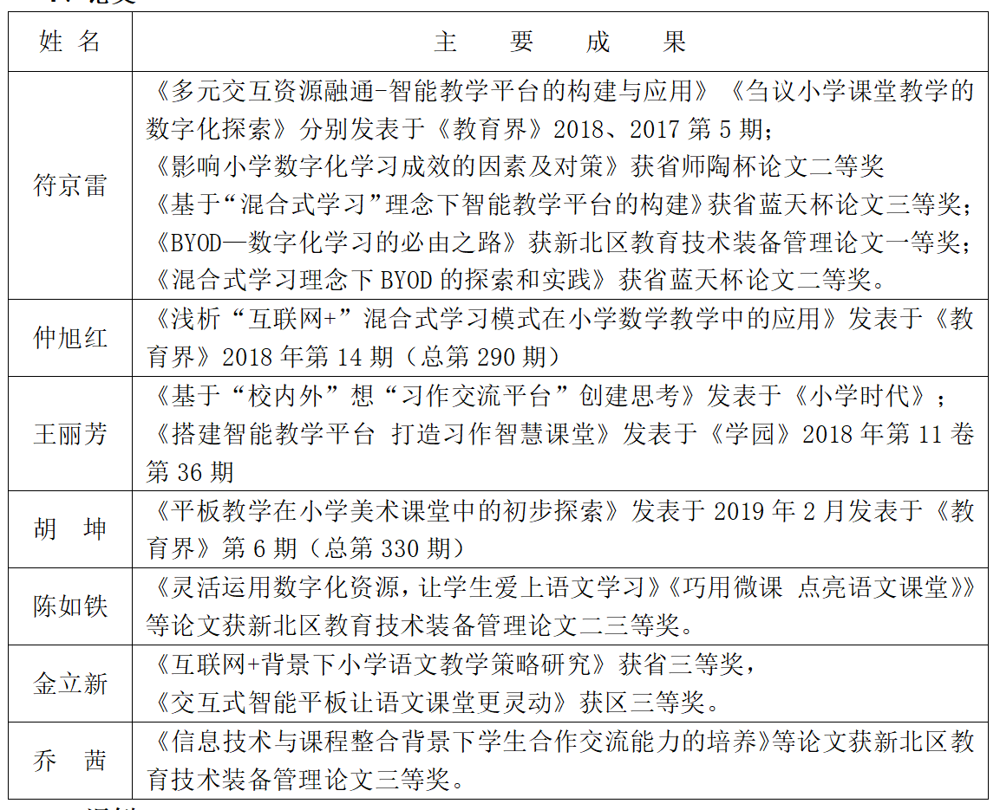 姓 名
主 要 成 果
符京雷
《多元交互资源融通-智能教学平台的构建与应用》《刍议小学课堂教学的
数字化探索》分别发表于《教育界》2018、2017 第 5 期；
《影响小学数字化学习成效的因素及对策》获省师陶杯论文二等奖
《基于“混合式学习”理念下智能教学平台的构建》获省蓝天杯论文三等奖；
《BYOD—数字化学习的必由之路》获新北区教育技术装备管理论文一等奖；
《混合式学习理念下 BYOD 的探索和实践》获省蓝天杯论文二等奖。
仲旭红
《浅析“互联网+”混合式学习模式在小学数学教学中的应用》发表于《教
育界》2018 年第 14 期（总第 290 期）
王丽芳
《基于“校内外”想“习作交流平台”创建思考》发表于《小学时代》；
《搭建智能教学平台 打造习作智慧课堂》发表于《学园》2018 年第 11 卷
第 36 期
胡 坤
《平板教学在小学美术课堂中的初步探索》发表于 2019 年 2 月发表于《教
育界》第 6 期（总第 330 期）
陈如铁
《灵活运用数字化资源，让学生爱上语文学习》《巧用微课 点亮语文课堂》》
等论文获新北区教育技术装备管理论文二三等奖。
金立新
《互联网+背景下小学语文教学策略研究》获省三等奖，
《交互式智能平板让语文课堂更灵动》获区三等奖。
乔 茜
《信息技术与课程整合背景下学生合作交流能力的培养》等论文获新北区教
育技术装备管理论文三等奖。